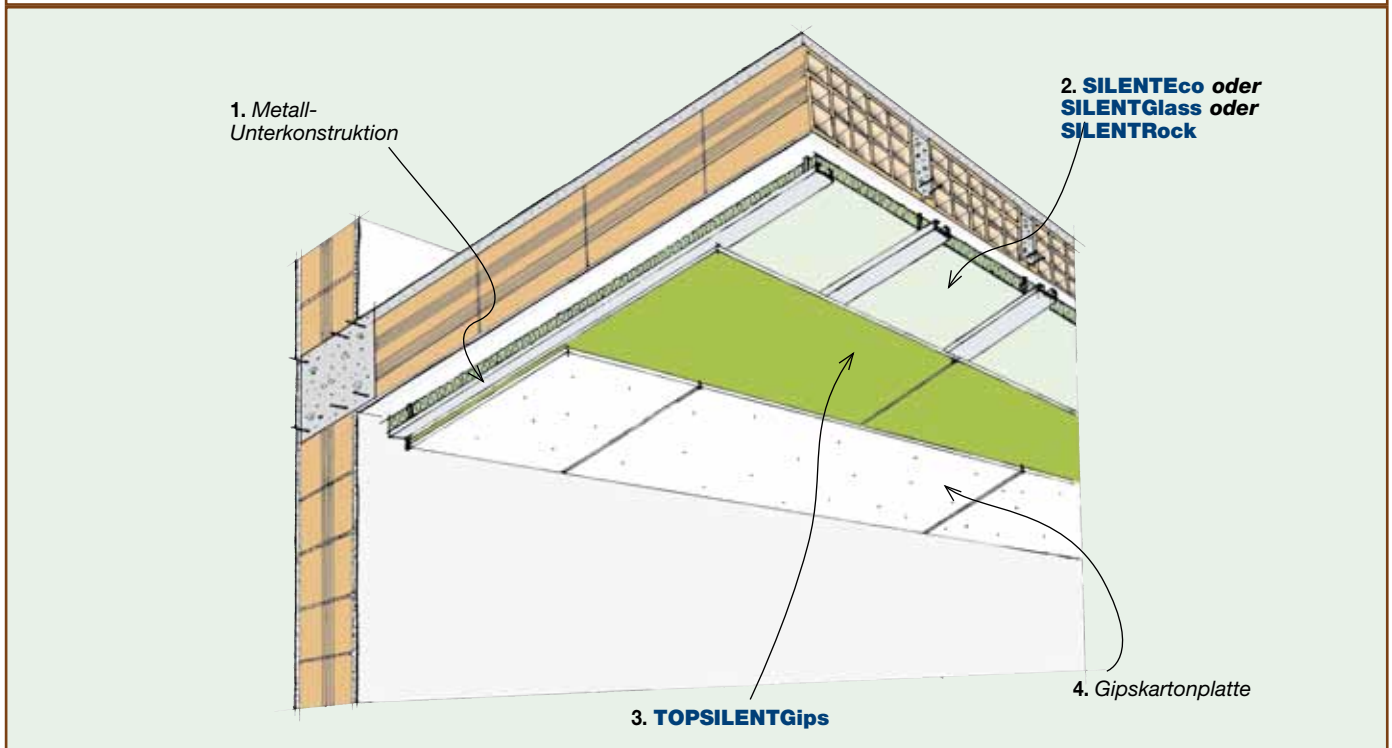 1. Metall-
Unterkonstruktion
2. SILENTEco oder
SILENTGlass oder
SILENTRock
3. TOPSILENTGips
4. Gipskartonplatte